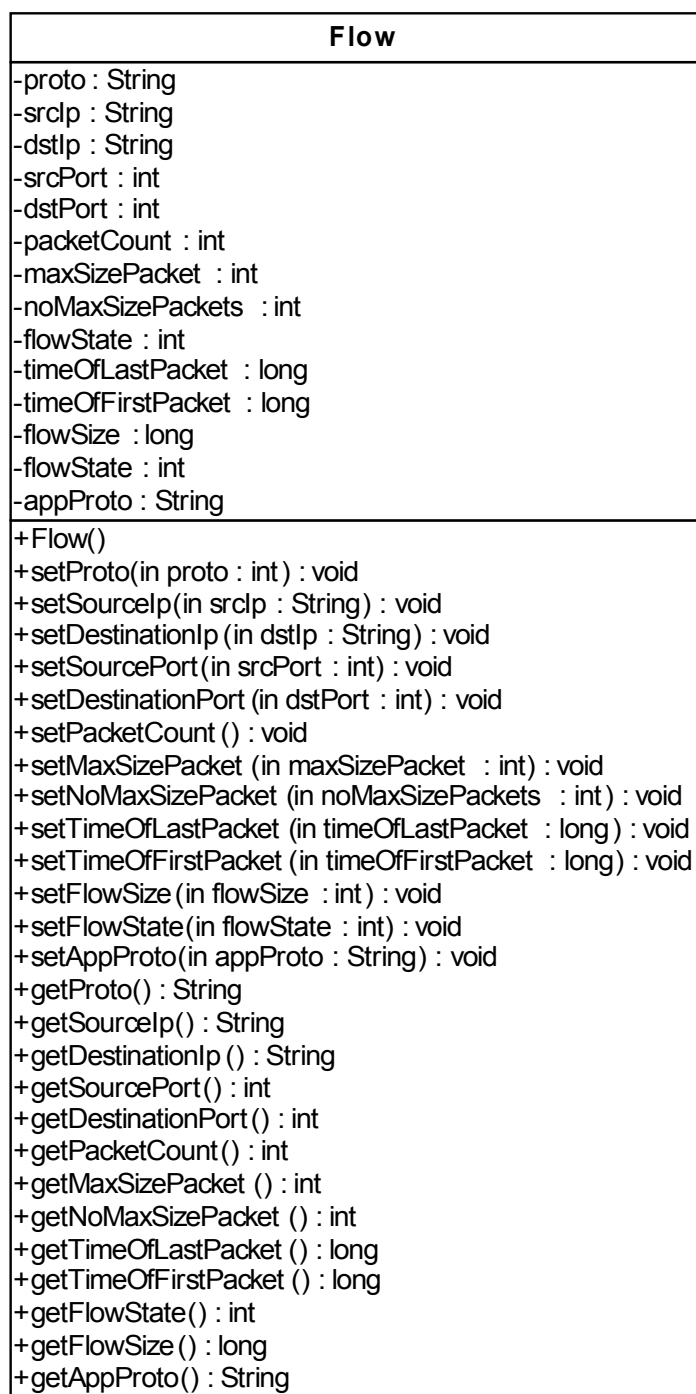 Flow
-proto : String
-srcIp : String
-dstIp : String
-srcPort : int
-dstPort : int
-packetCount : int
-maxSizePacket : int
-noMaxSizePackets : int
-flowState : int
-timeOfLastPacket : long
-timeOfFirstPacket : long
-flowSize : long
-flowState : int
-appProto : String
+Flow()
+setProto(in proto : int) : void
+setSourceIp(in srcIp : String) : void
+setDestinationIp(in dstIp : String) : void
+setSourcePort(in srcPort : int) : void
+setDestinationPort(in dstPort : int) : void
+setPacketCount() : void
+setMaxSizePacket(in maxSizePacket : int) : void
+setNoMaxSizePacket(in noMaxSizePackets : int) : void
+setTimeOfLastPacket(in timeOfLastPacket : long) : void
+setTimeOfFirstPacket(in timeOfFirstPacket : long) : void
+setFlowSize(in flowSize : int) : void
+setFlowState(in flowState : int) : void
+setAppProto(in appProto : String) : void
+getProto() : String
+getSourceIp() : String
+getDestinationIp() : String
+getSourcePort() : int
+getDestinationPort() : int
+getPacketCount() : int
+getMaxSizePacket() : int
+getNoMaxSizePacket() : int
+getTimeOfLastPacket() : long
+getTimeOfFirstPacket() : long
+getFlowState() : int
+getFlowSize() : long
+getAppProto() : String